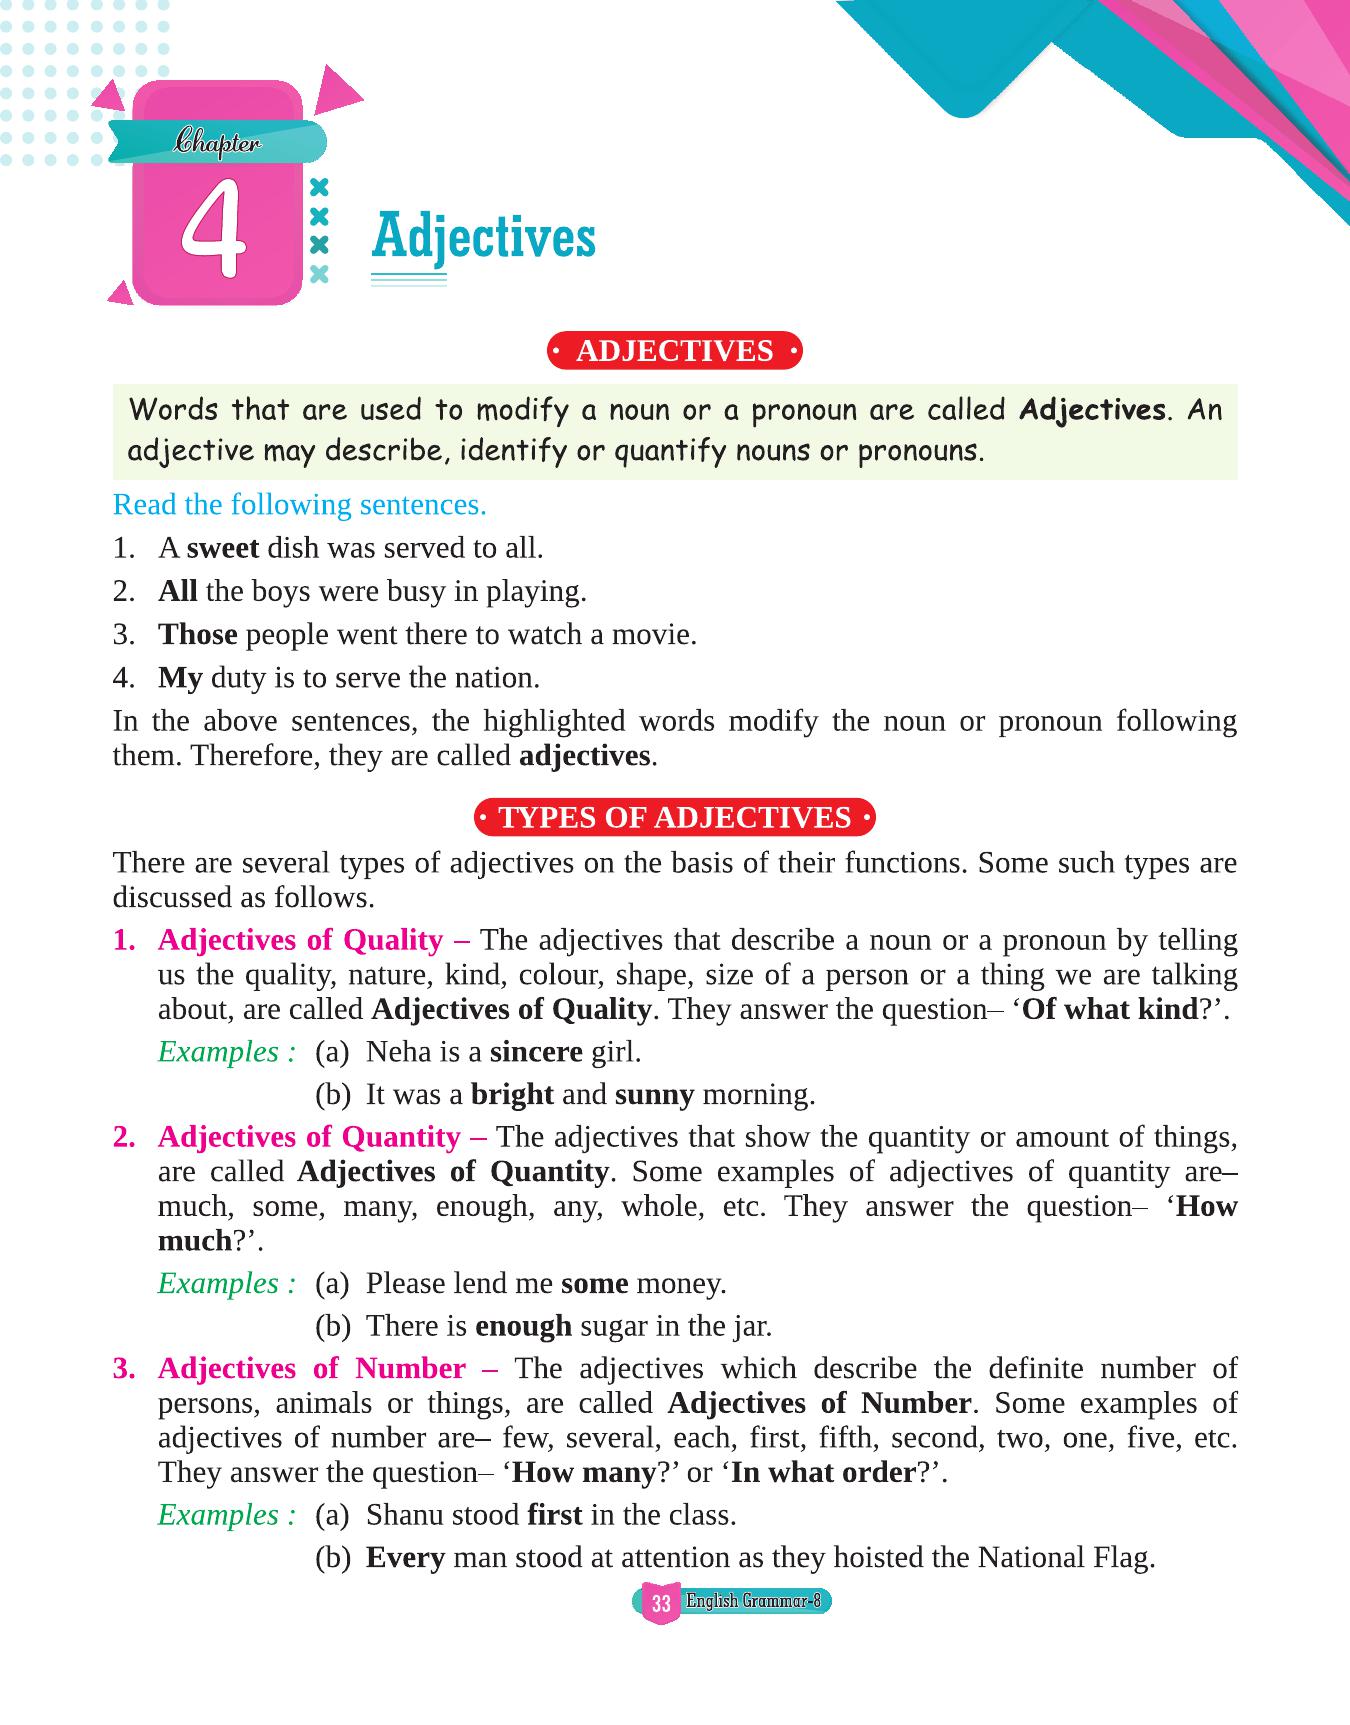 Chapter
4
Adjectives
• ADJECTIVES •
Words that are used to modify a noun or a pronoun are called Adjectives. An
adjective may describe, identify or quantify nouns or pronouns.
Read the following sentences.
1. A sweet dish was served to all.
2. All the boys were busy in playing.
3. Those people went there to watch a movie.
4. My duty is to serve the nation.
In the above sentences, the highlighted words modify the noun or pronoun following
them. Therefore, they are called adjectives.
• TYPES OF ADJECTIVES •
There are several types of adjectives on the basis of their functions. Some such types are
discussed as follows.
1. Adjectives of Quality – The adjectives that describe a noun or a pronoun by telling
us the quality, nature, kind, colour, shape, size of a person or a thing we are talking
about, are called Adjectives of Quality. They answer the question– ‘Of what kind?’.
Examples : (a) Neha is a sincere girl.
(b) It was a bright and sunny morning.
2. Adjectives of Quantity – The adjectives that show the quantity or amount of things,
are called Adjectives of Quantity. Some examples of adjectives of quantity are–
much, some, many, enough, any, whole, etc. They answer the question– ‘How
much?’.
Examples : (a) Please lend me some money.
(b) There is enough sugar in the jar.
3. Adjectives of Number – The adjectives which describe the definite number of
persons, animals or things, are called Adjectives of Number. Some examples of
adjectives of number are– few, several, each, first, fifth, second, two, one, five, etc.
They answer the question– ‘How many?’ or ‘In what order?’.
Examples : (a) Shanu stood first in the class.
(b) Every man stood at attention as they hoisted the National Flag.
33 English Grammar-8